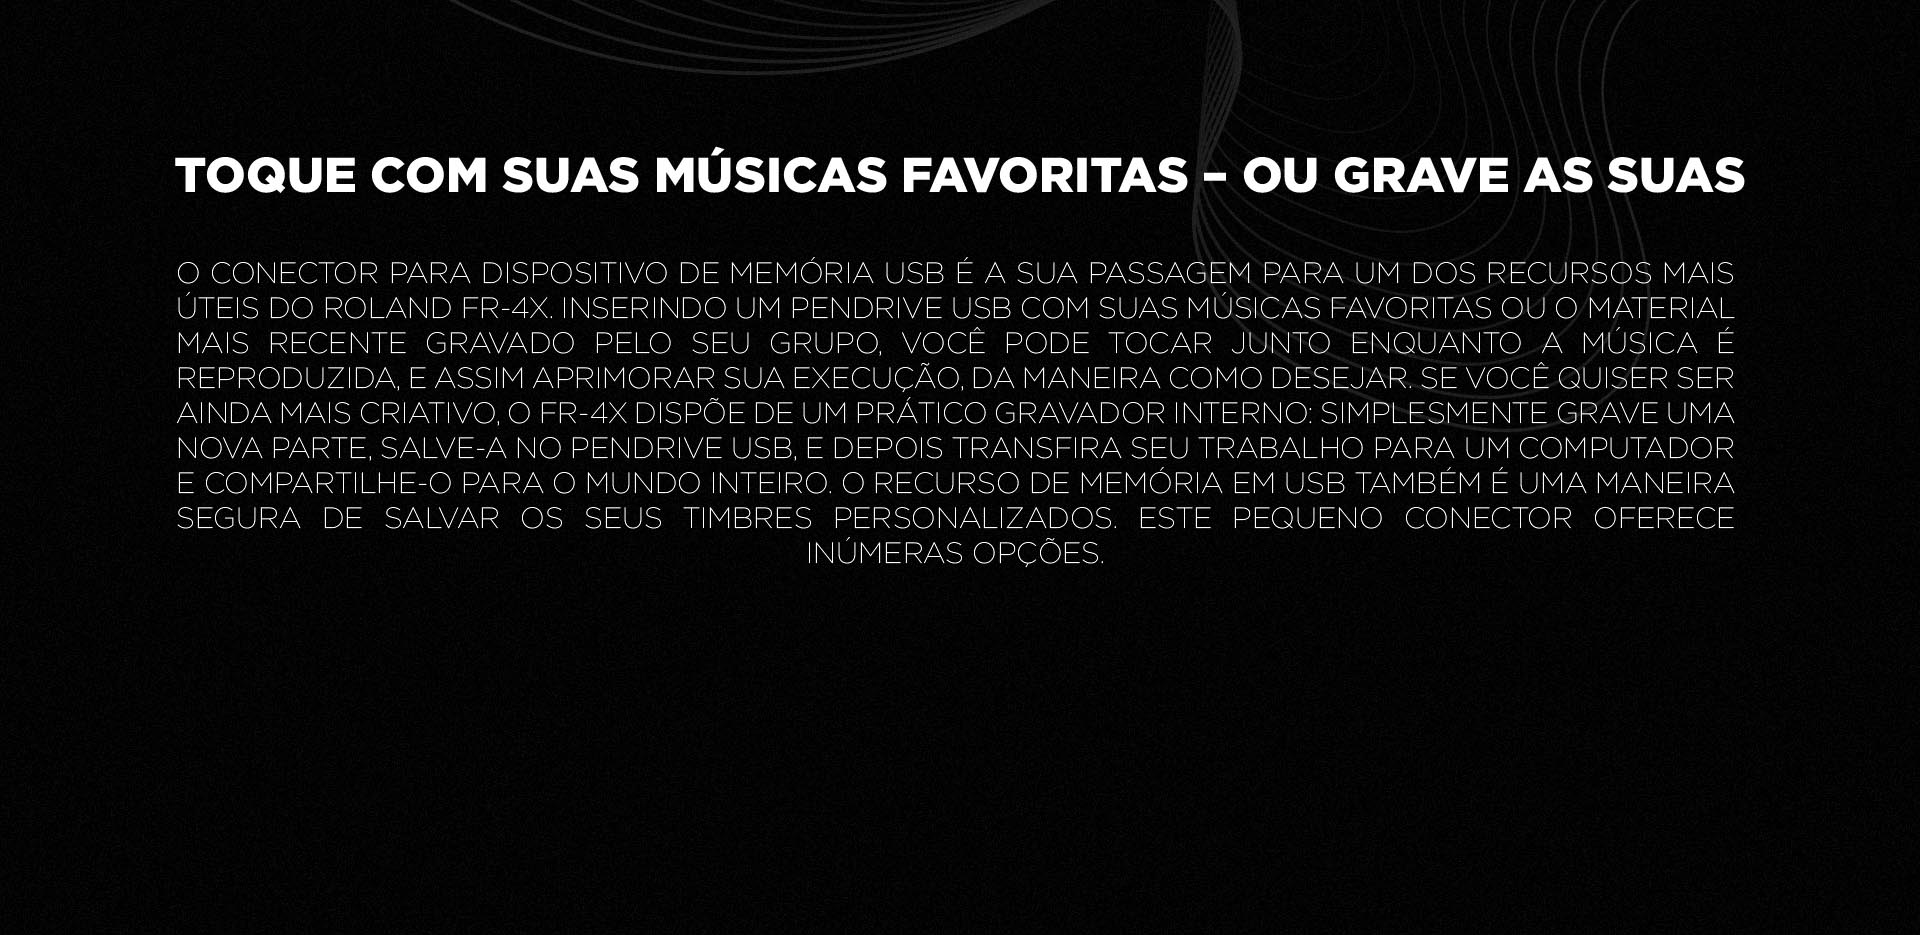 TOQUE COM SUAS MÚSICAS FAVORITAS – OU GRAVE AS SUAS
O CONECTOR PARA DISPOSITIVO DE MEMÓRIA USB É A SUA PASSAGEM PARA UM DOS RECURSOS MAIS
ÚTEIS DO ROLAND FR-4X. INSERINDO UM PENDRIVE USB COM SUAS MÚSICAS FAVORITAS OU O MATERIAL
MAIS RECENTE GRAVADO PELO SEU GRUPO, VOCÊ PODE TOCAR JUNTO ENQUANTO A MÚSICA É
REPRODUZIDA, E ASSIM APRIMORAR SUA EXECUÇÃO, DA MANEIRA COMO DESEJAR. SE VOCÊ QUISER SER
AINDA MAIS CRIATIVO, O FR-4X DISPÕE DE UM PRÁTICO GRAVADOR INTERNO: SIMPLESMENTE GRAVE UMA
NOVA PARTE, SALVE-A NO PENDRIVE USB, E DEPOIS TRANSFIRA SEU TRABALHO PARA UM COMPUTADOR
E COMPARTILHE-O PARA O MUNDO INTEIRO. O RECURSO DE MEMÓRIA EM USB TAMBÉM É UMA MANEIRA
SEGURA DE SALVAR OS SEUS TIMBRES PERSONALIZADOS. ESTE PEQUENO CONECTOR OFERECE
INÚMERAS OPÇÕES.